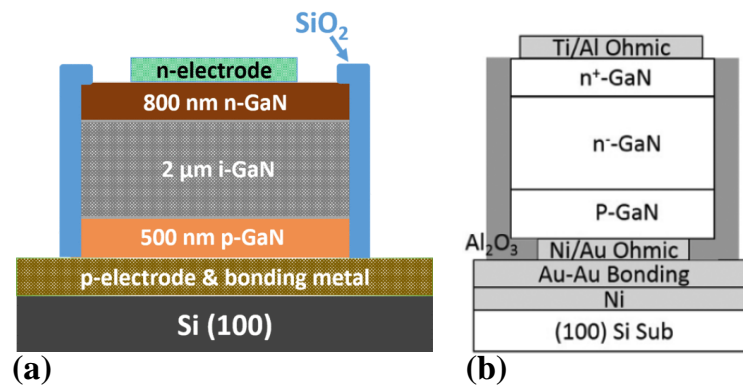 SiO₂
n-electrode
800 nm n-GaN
2 µm i-GaN
500 nm p-GaN
p-electrode & bonding metal
Si (100)
(a)
Ti/Al Ohmic
n⁺-GaN
n⁻-GaN
P-GaN
Al₂O₃
Ni/Au Ohmic
Au-Au Bonding
Ni
(100) Si Sub
(b)